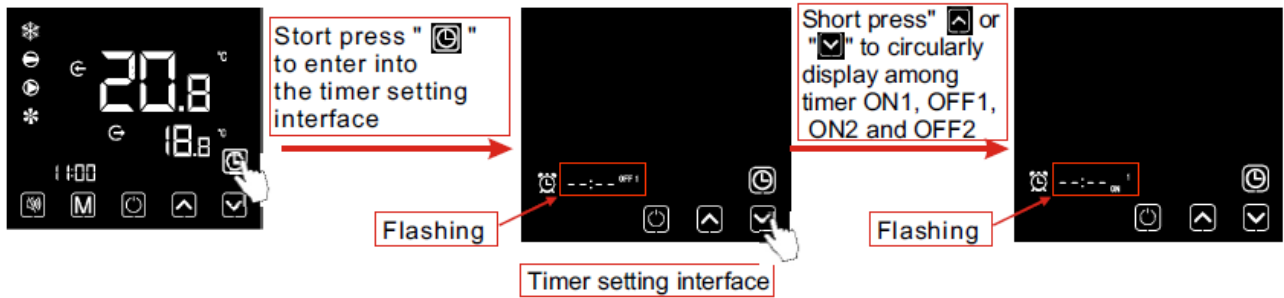 20.8 ℃
18.8 ℃
11:00
M
Stort press " "
to enter into
the timer setting
interface
--:-- OFF 1
Flashing
Timer setting interface
Short press" or
" " to circularly
display among
timer ON1, OFF1,
ON2 and OFF2
--:-- ON 1
Flashing